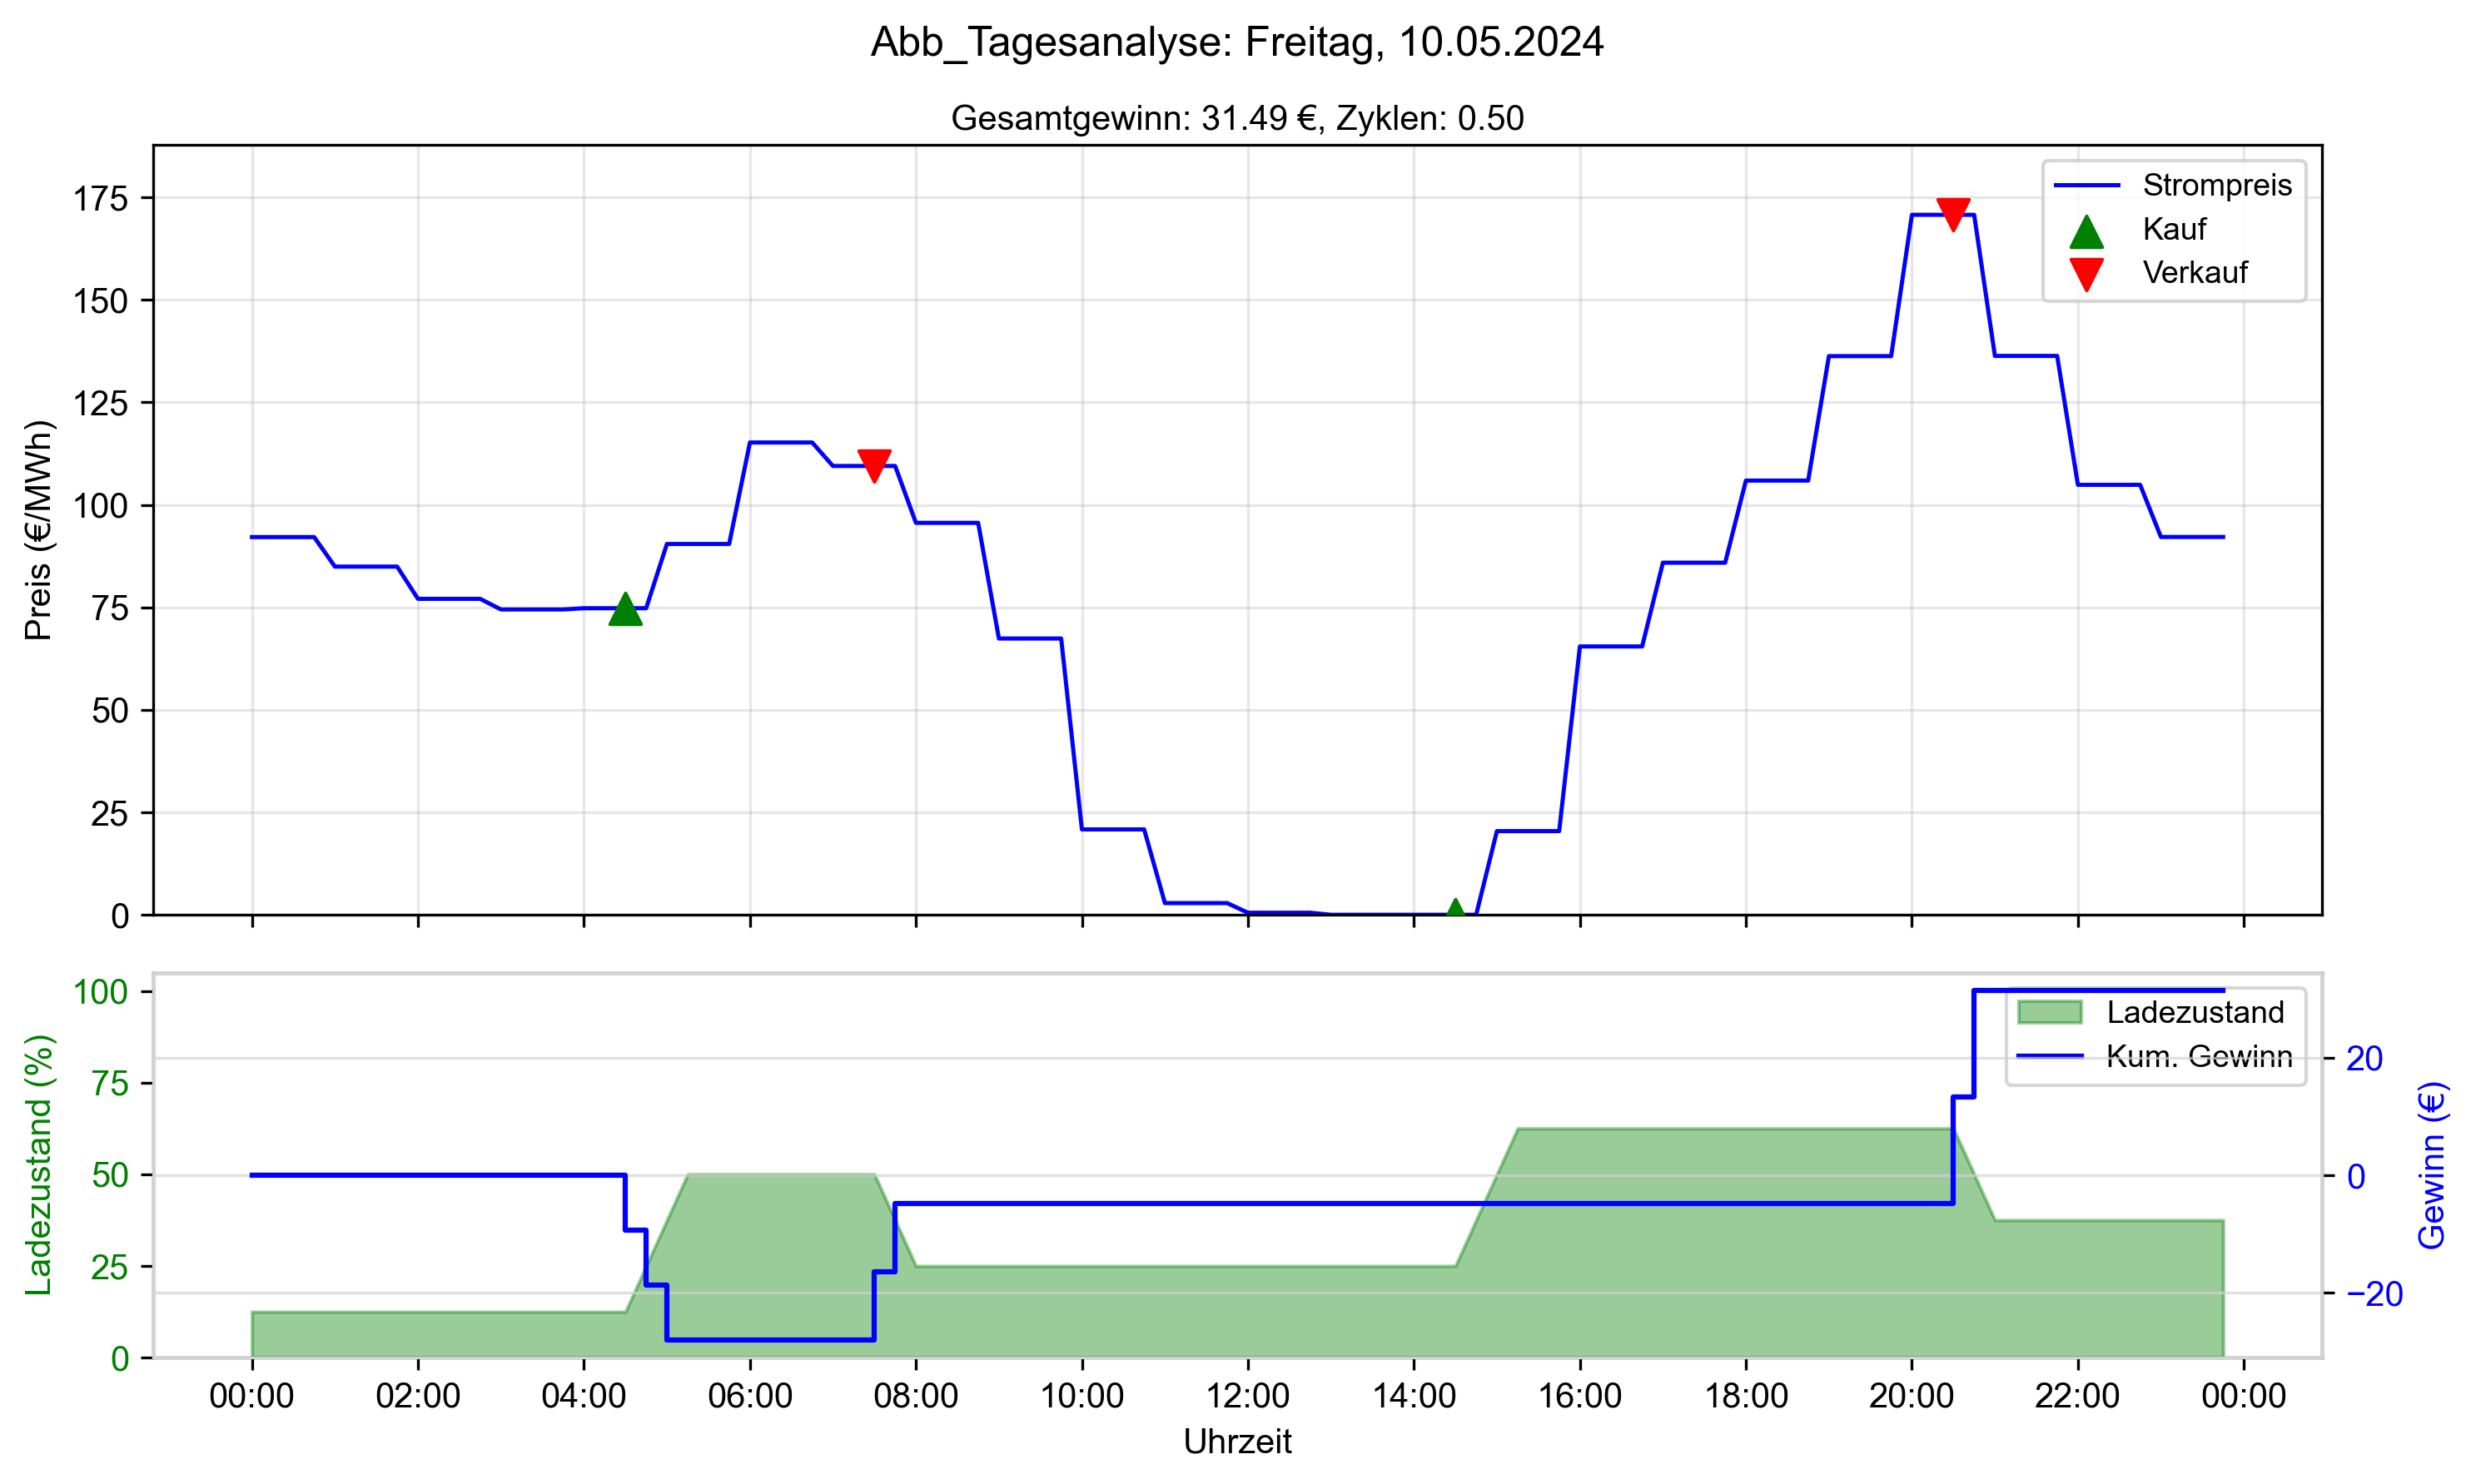 Abb_Tagesanalyse: Freitag, 10.05.2024
Gesamtgewinn: 31.49 €, Zyklen: 0.50
Preis (€/MWh)
175
150
125
100
75
50
25
0
Strompreis
Kauf
Verkauf
Ladezustand (%)
100
75
50
25
0
Ladezustand
Kum. Gewinn
20
0
−20
Gewinn (€)
00:00 02:00 04:00 06:00 08:00 10:00 12:00 14:00 16:00 18:00 20:00 22:00 00:00
Uhrzeit